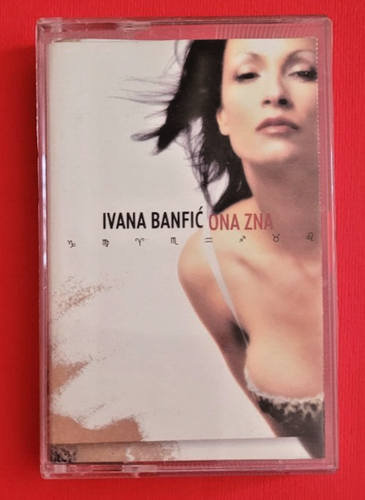 IVANA BANFIĆ ONA ZNA
♑ ♍ ♈ ♏ ♒ ♐ ♉ ♌